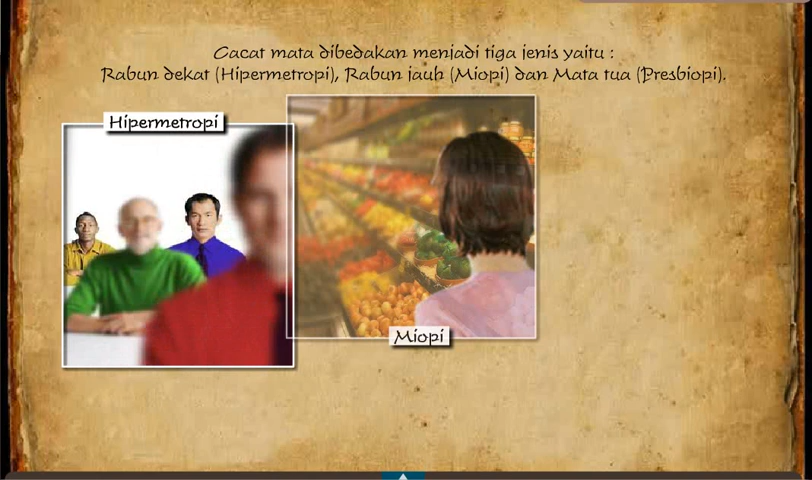 Cacat mata dibedakan menjadi tiga jenis yaitu :
Rabun dekat (Hipermetropi), Rabun jauh (Miopi) dan Mata tua (Presbiopi).
Hipermetropi
Miopi